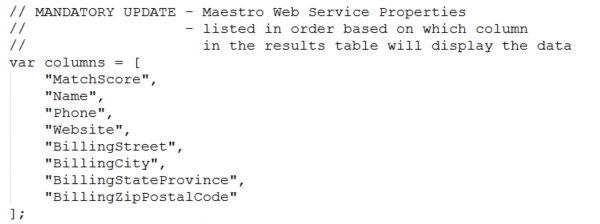 // MANDATORY UPDATE - Maestro Web Service Properties
//                  - listed in order based on which column
//                    in the results table will display the data
var columns = [
    "MatchScore",
    "Name",
    "Phone",
    "Website",
    "BillingStreet",
    "BillingCity",
    "BillingStateProvince",
    "BillingZipPostalCode"
];